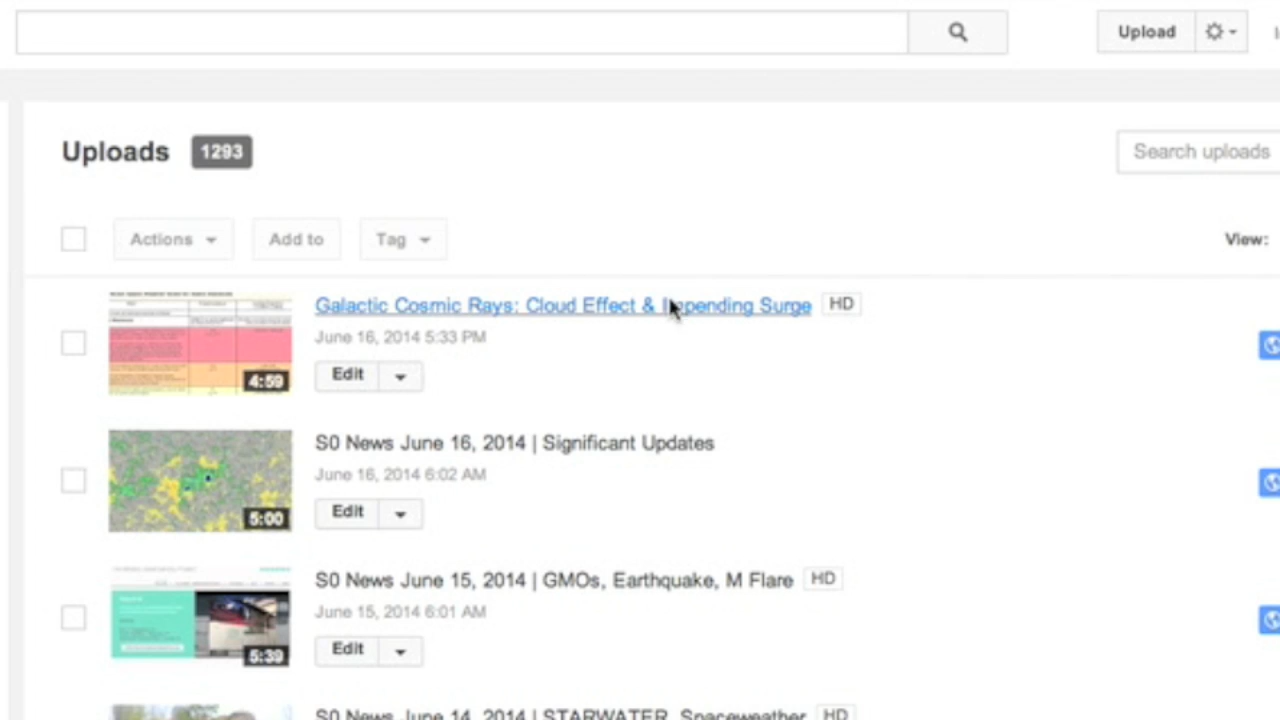 Upload
Uploads 1293
Search uploads
Actions Add to Tag
View:
Galactic Cosmic Rays: Cloud Effect & Impending Surge HD
June 16, 2014 5:33 PM
4:59
Edit
S0 News June 16, 2014 | Significant Updates
June 16, 2014 6:02 AM
5:00
Edit
S0 News June 15, 2014 | GMOs, Earthquake, M Flare HD
June 15, 2014 6:01 AM
5:39
Edit
S0 News June 14, 2014 | STARWATER, Spaceweather HD